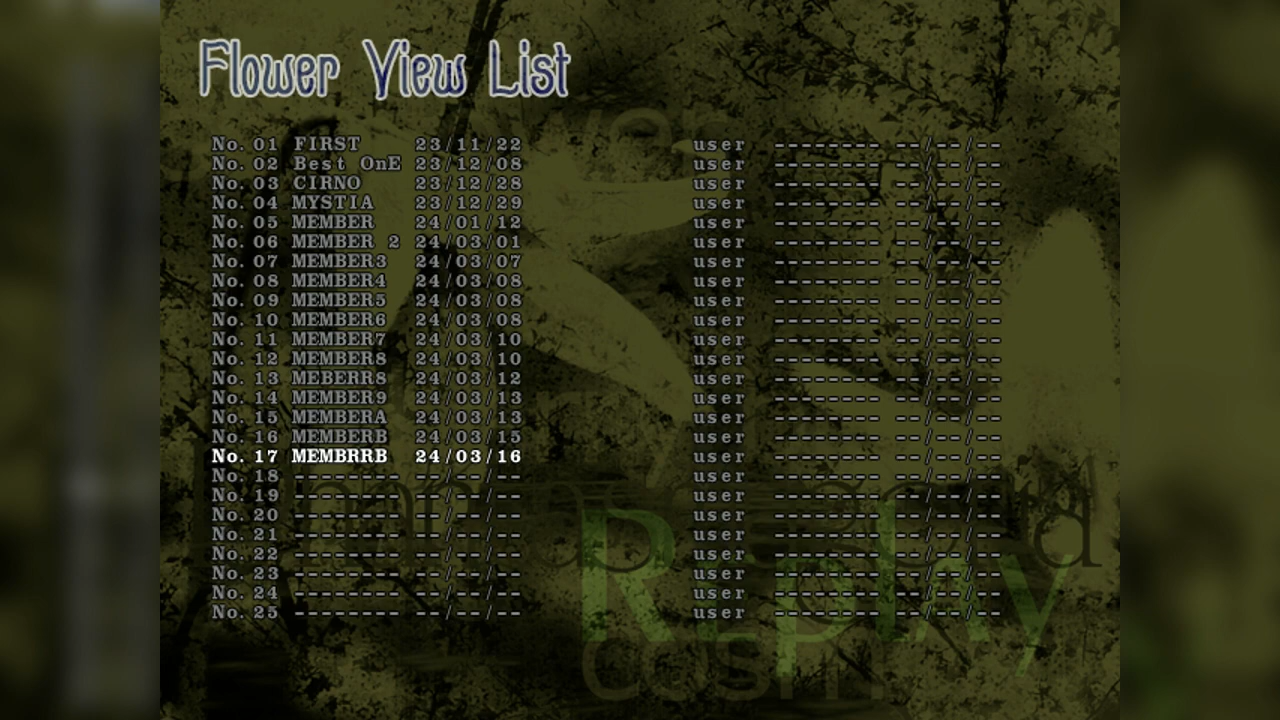 Flower View List
No. 01 FIRST 23/11/22 user -------- --/--/--
No. 02 Best OnE 23/12/08 user -------- --/--/--
No. 03 CIRNO 23/12/28 user -------- --/--/--
No. 04 MYSTIA 23/12/29 user -------- --/--/--
No. 05 MEMBER 24/01/12 user -------- --/--/--
No. 06 MEMBER 2 24/03/01 user -------- --/--/--
No. 07 MEMBER3 24/03/07 user -------- --/--/--
No. 08 MEMBER4 24/03/08 user -------- --/--/--
No. 09 MEMBER5 24/03/08 user -------- --/--/--
No. 10 MEMBER6 24/03/08 user -------- --/--/--
No. 11 MEMBER7 24/03/10 user -------- --/--/--
No. 12 MEMBER8 24/03/10 user -------- --/--/--
No. 13 MEBERR8 24/03/12 user -------- --/--/--
No. 14 MEMBER9 24/03/13 user -------- --/--/--
No. 15 MEMBERA 24/03/13 user -------- --/--/--
No. 16 MEMBERB 24/03/15 user -------- --/--/--
No. 17 MEMBRRB 24/03/16 user -------- --/--/--
No. 18 -------- --/--/-- user -------- --/--/--
No. 19 -------- --/--/-- user -------- --/--/--
No. 20 -------- --/--/-- user -------- --/--/--
No. 21 -------- --/--/-- user -------- --/--/--
No. 22 -------- --/--/-- user -------- --/--/--
No. 23 -------- --/--/-- user -------- --/--/--
No. 24 -------- --/--/-- user -------- --/--/--
No. 25 -------- --/--/-- user -------- --/--/--
Replay